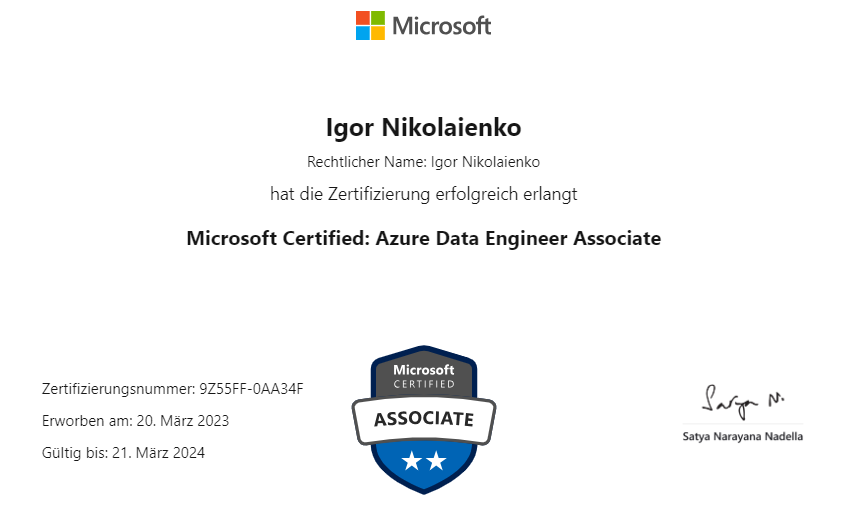 Microsoft
Igor Nikolaienko
Rechtlicher Name: Igor Nikolaienko
hat die Zertifizierung erfolgreich erlangt
Microsoft Certified: Azure Data Engineer Associate
Zertifizierungsnummer: 9Z55FF-0AA34F
Erworben am: 20. März 2023
Gültig bis: 21. März 2024
Microsoft
CERTIFIED
ASSOCIATE
Satya N.
Satya Narayana Nadella